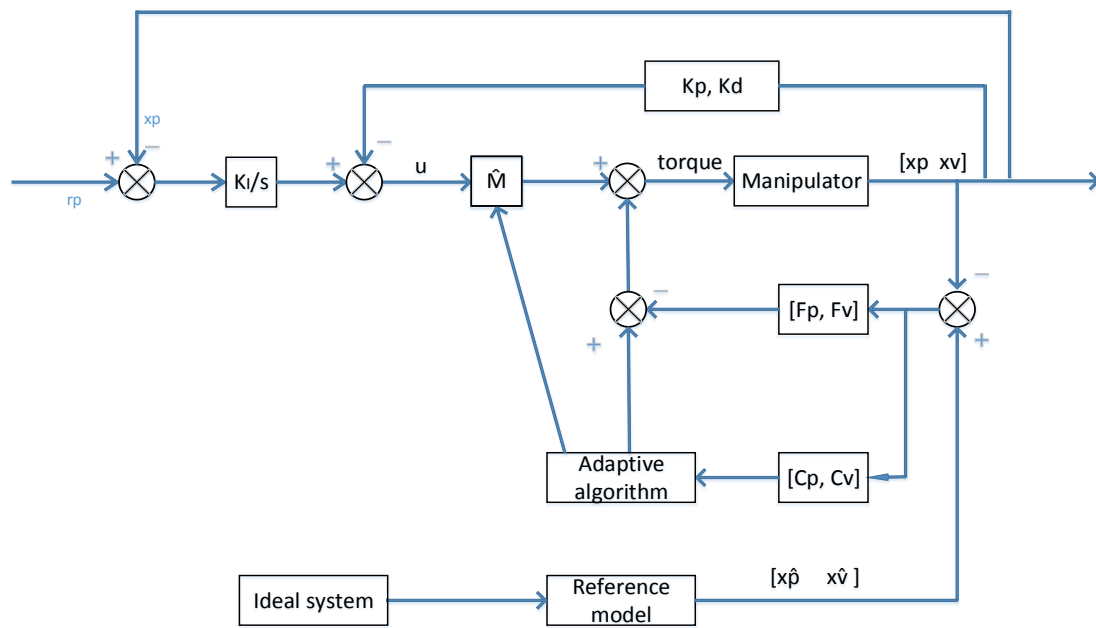 Kp, Kd
xp
−
+
rp
KI/s
+
−
u
M̂
+
torque
Manipulator
[xp xv]
−
+
−
[Fp, Fv]
+
Adaptive
algorithm
[Cp, Cv]
Ideal system
Reference
model
[xp̂ xv̂ ]